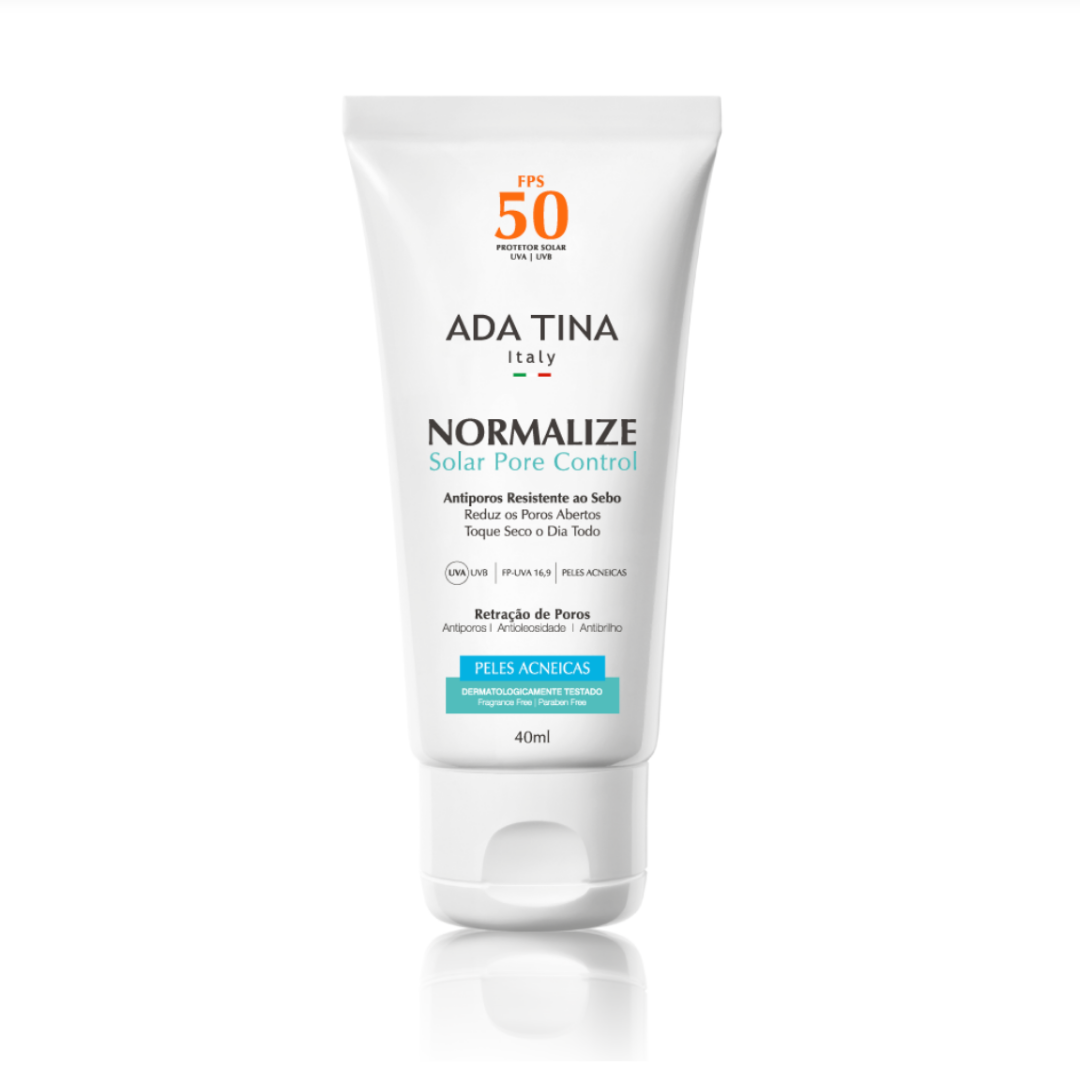 FPS
50
PROTETOR SOLAR
UVA | UVB
ADA TINA
Italy
NORMALIZE
Solar Pore Control
Antiporos Resistente ao Sebo
Reduz os Poros Abertos
Toque Seco o Dia Todo
UVA UVB | FP-UVA 16,9 | PELES ACNEICAS
Retração de Poros
Antiporos | Antioleosidade | Antibrilho
PELES ACNEICAS
DERMATOLOGICAMENTE TESTADO
Fragrance Free | Paraben Free
40ml